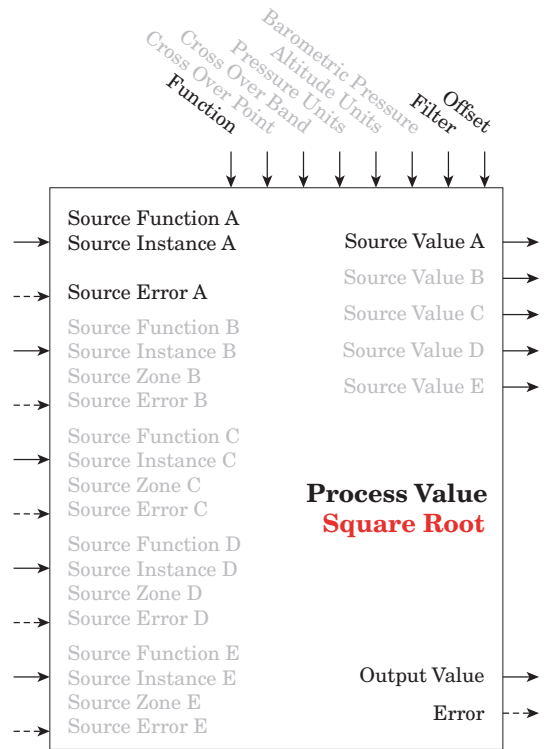 Function
Cross Over Point
Cross Over Band
Pressure Units
Altitude Units
Barometric Pressure
Filter
Offset
Source Function A
Source Instance A
Source Error A
Source Function B
Source Instance B
Source Zone B
Source Error B
Source Function C
Source Instance C
Source Zone C
Source Error C
Source Function D
Source Instance D
Source Zone D
Source Error D
Source Function E
Source Instance E
Source Zone E
Source Error E
Source Value A
Source Value B
Source Value C
Source Value D
Source Value E
Process Value
Square Root
Output Value
Error